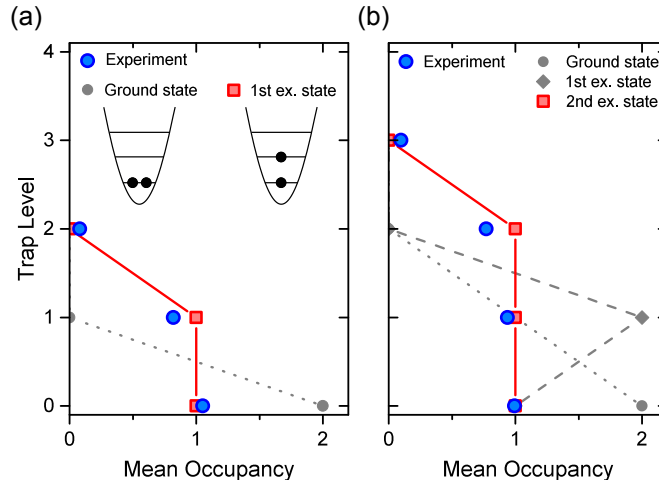 (a)
(b)
Experiment
Ground state
1st ex. state
Experiment
Ground state
1st ex. state
2nd ex. state
Trap Level
4
3
2
1
0
0
1
2
0
1
2
Mean Occupancy
Mean Occupancy